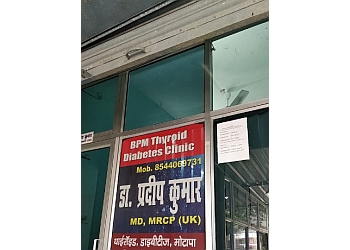 BPM Thyroid
Diabetes Clinic
Mob. 8544069731
डा. प्रदीप कुमार
MD, MRCP (UK)
थाईरॉइड, डाइबीटीज, मोटापा